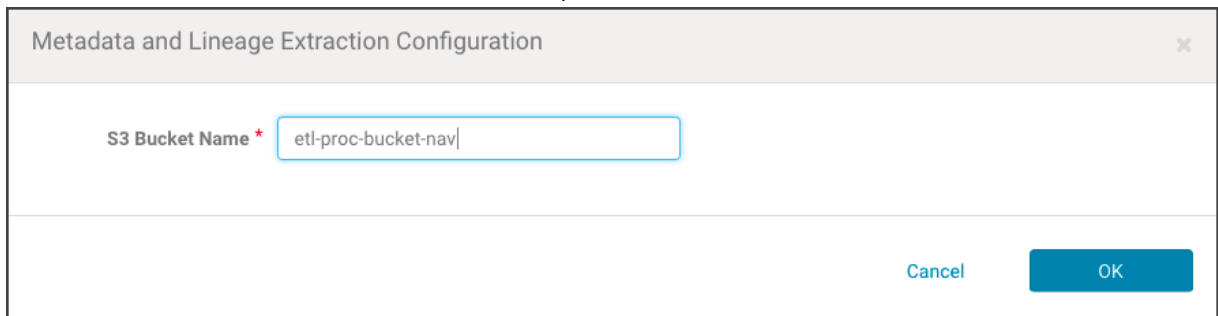 Metadata and Lineage Extraction Configuration
S3 Bucket Name * etl-proc-bucket-nav
Cancel OK